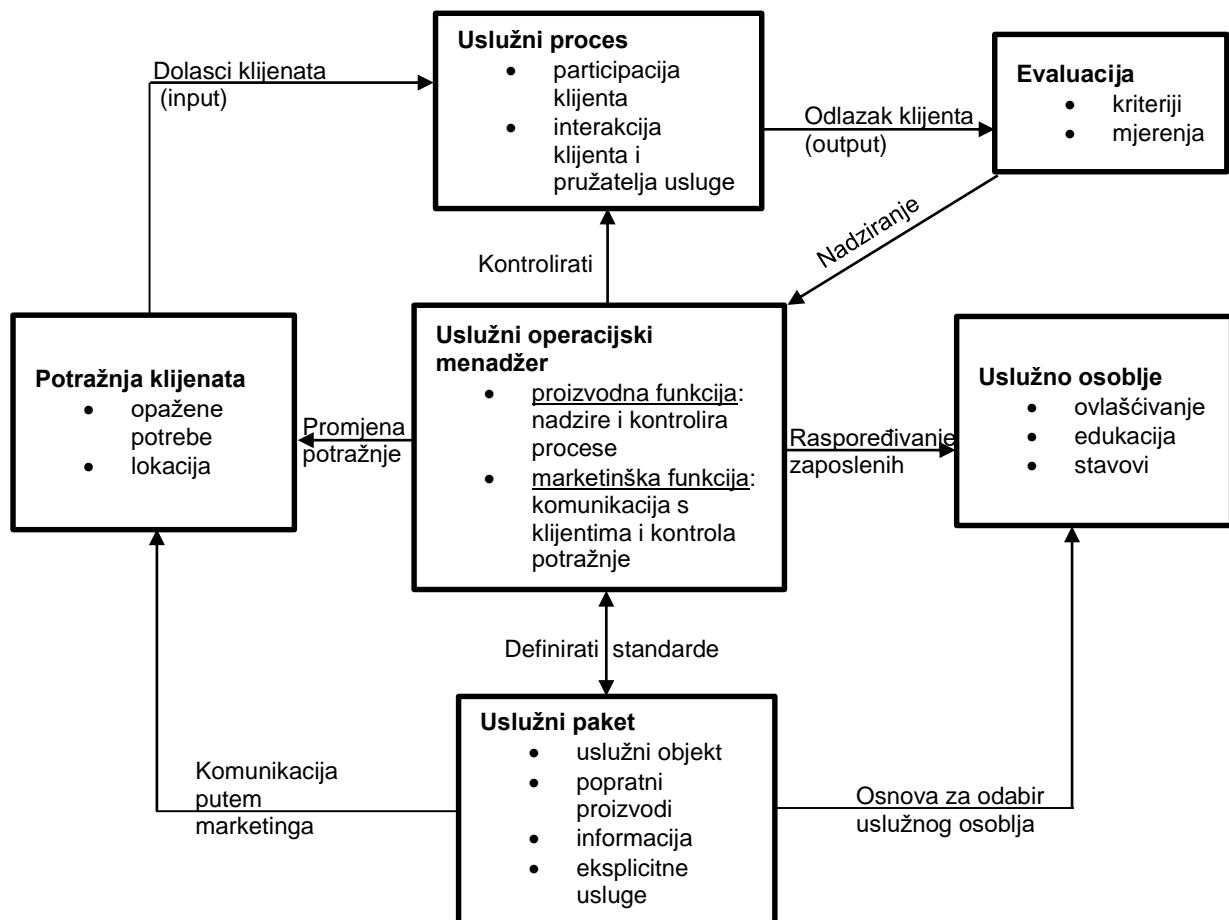 Uslužni proces
participacija
klijenta
interakcija
klijenta i
pružatelja usluge
Dolasci klijenata
(input)
Evaluacija
kriteriji
mjerenja
Odlazak klijenta
(output)
Nadziranje
Kontrolirati
Potražnja klijenata
opažene
potrebe
lokacija
Promjena
potražnje
Uslužni operacijski
menadžer
proizvodna funkcija:
nadzire i kontrolira
procese
marketinška funkcija:
komunikacija s
klijentima i kontrola
potražnje
Raspoređivanje
zaposlenih
Uslužno osoblje
ovlašćivanje
edukacija
stavovi
Definirati standarde
Komunikacija
putem
marketinga
Uslužni paket
uslužni objekt
popratni
proizvodi
informacija
eksplicitne
usluge
Osnova za odabir
uslužnog osoblja